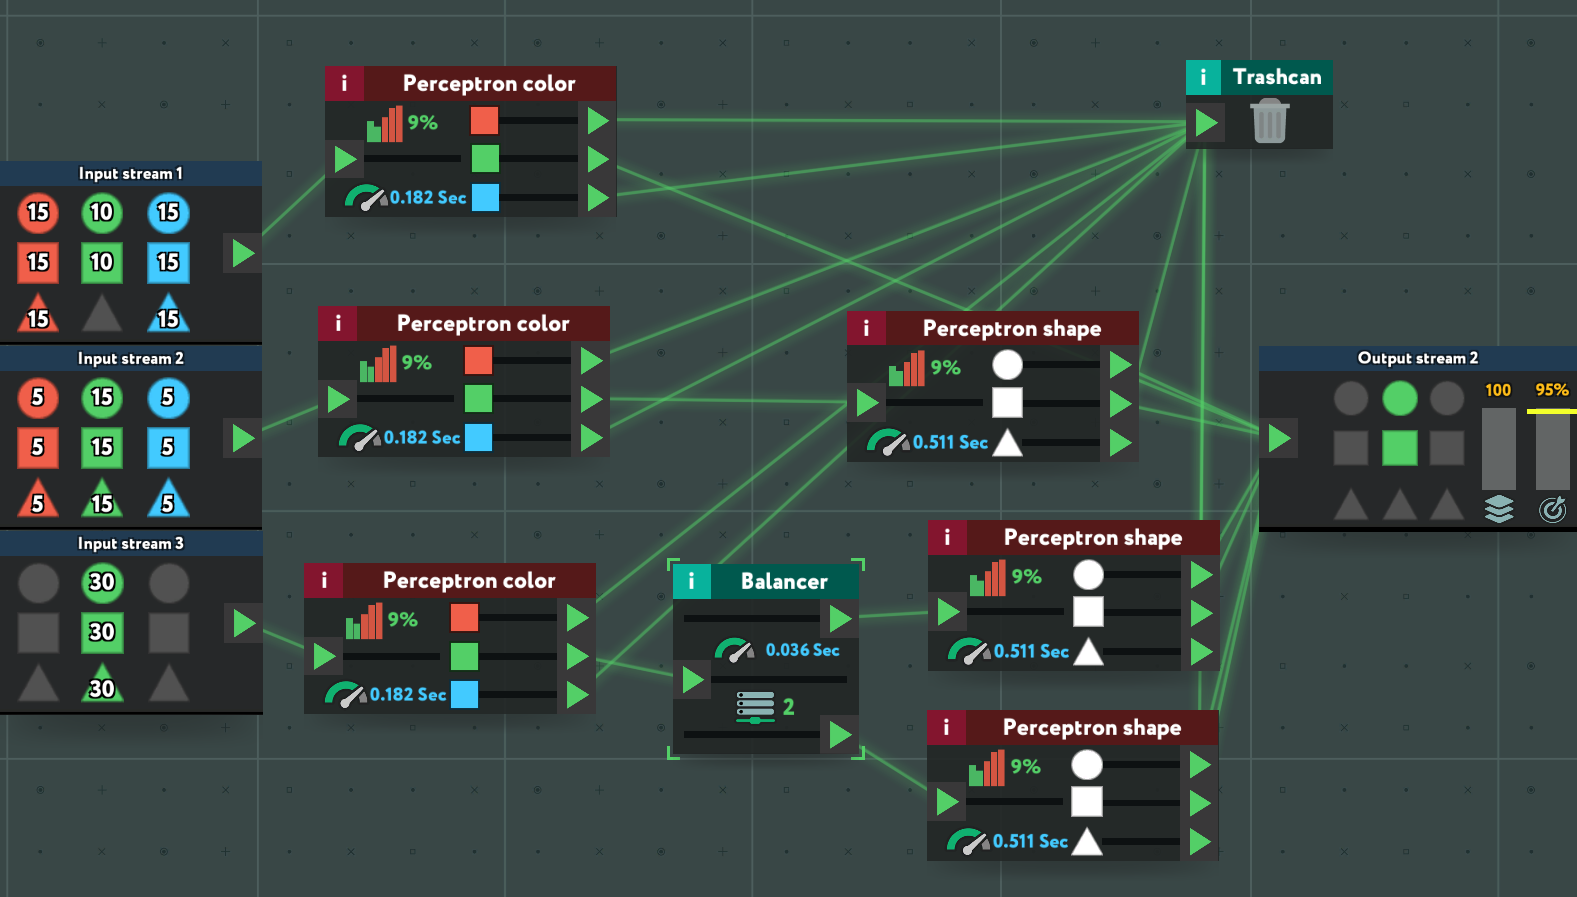 Input stream 1
15 10 15
15 10 15
15 15
Input stream 2
5 15 5
5 15 5
5 15 5
Input stream 3
30
30
30
i Perceptron color
9%
0.182 Sec
i Perceptron color
9%
0.182 Sec
i Perceptron color
9%
0.182 Sec
i Balancer
0.036 Sec
2
i Perceptron shape
9%
0.511 Sec
i Perceptron shape
9%
0.511 Sec
i Perceptron shape
9%
0.511 Sec
i Trashcan
Output stream 2
100 95%